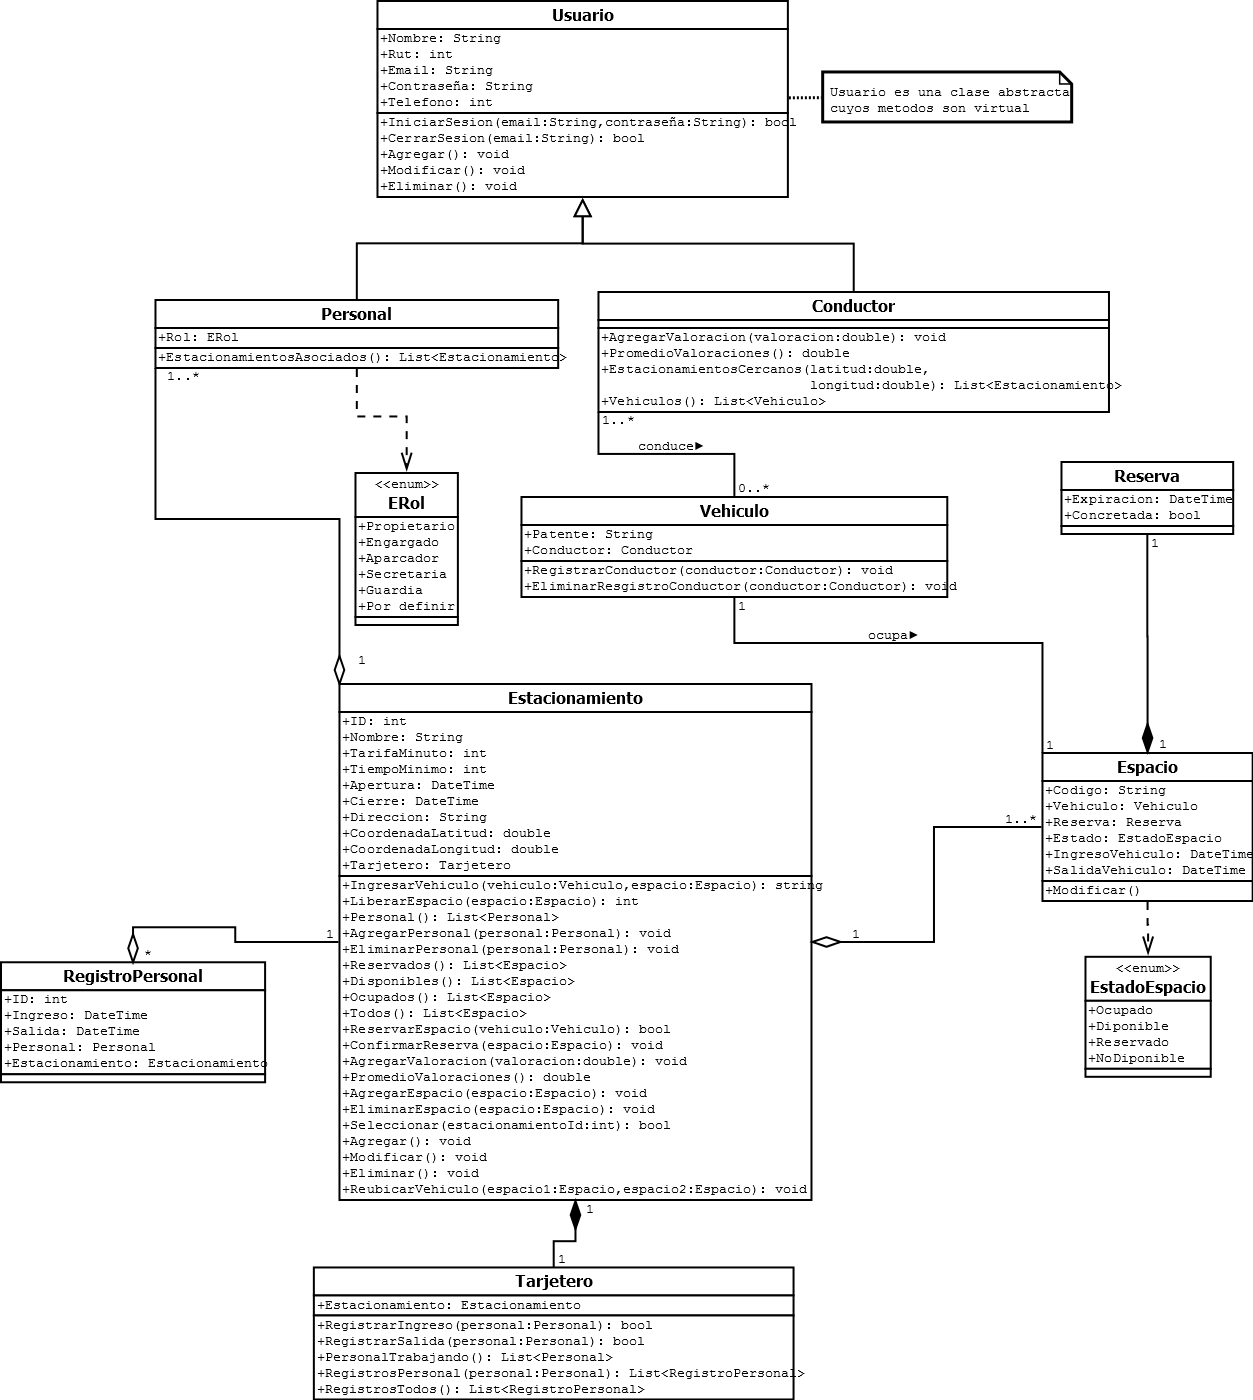 Usuario
+Nombre: String
+Rut: int
+Email: String
+Contraseña: String
+Telefono: int
+IniciarSesion(email:String,contraseña:String): bool
+CerrarSesion(email:String): bool
+Agregar(): void
+Modificar(): void
+Eliminar(): void
Usuario es una clase abstracta
cuyos metodos son virtual
Personal
+Rol: ERol
+EstacionamientosAsociados(): List<Estacionamiento>
1..*
Conductor
+AgregarValoracion(valoracion:double): void
+PromedioValoraciones(): double
+EstacionamientosCercanos(latitud:double,
longitud:double): List<Estacionamiento>
+Vehiculos(): List<Vehiculo>
1..*
conduce
0..*
<<enum>>
ERol
+Propietario
+Engargado
+Aparcador
+Secretaria
+Guardia
+Por definir
Vehiculo
+Patente: String
+Conductor: Conductor
+RegistrarConductor(conductor:Conductor): void
+EliminarResgistroConductor(conductor:Conductor): void
1
ocupa
1
Reserva
+Expiracion: DateTime
+Concretada: bool
1
1
1
Estacionamiento
+ID: int
+Nombre: String
+TarifaMinuto: int
+TiempoMinimo: int
+Apertura: DateTime
+Cierre: DateTime
+Direccion: String
+CoordenadaLatitud: double
+CoordenadaLongitud: double
+Tarjetero: Tarjetero
+IngresarVehiculo(vehiculo:Vehiculo,espacio:Espacio): string
+LiberarEspacio(espacio:Espacio): int
+Personal(): List<Personal>
+AgregarPersonal(personal:Personal): void
+EliminarPersonal(personal:Personal): void
+Reservados(): List<Espacio>
+Disponibles(): List<Espacio>
+Ocupados(): List<Espacio>
+Todos(): List<Espacio>
+ReservarEspacio(vehiculo:Vehiculo): bool
+ConfirmarReserva(espacio:Espacio): void
+AgregarValoracion(valoracion:double): void
+PromedioValoraciones(): double
+AgregarEspacio(espacio:Espacio): void
+EliminarEspacio(espacio:Espacio): void
+Seleccionar(estacionamientoId:int): bool
+Agregar(): void
+Modificar(): void
+Eliminar(): void
+ReubicarVehiculo(espacio1:Espacio,espacio2:Espacio): void
Espacio
+Codigo: String
+Vehiculo: Vehiculo
+Reserva: Reserva
+Estado: EstadoEspacio
+IngresoVehiculo: DateTime
+SalidaVehiculo: DateTime
+Modificar()
1..*
1
<<enum>>
EstadoEspacio
+Ocupado
+Diponible
+Reservado
+NoDiponible
1
*
RegistroPersonal
+ID: int
+Ingreso: DateTime
+Salida: DateTime
+Personal: Personal
+Estacionamiento: Estacionamiento
1
1
Tarjetero
+Estacionamiento: Estacionamiento
+RegistrarIngreso(personal:Personal): bool
+RegistrarSalida(personal:Personal): bool
+PersonalTrabajando(): List<Personal>
+RegistrosPersonal(personal:Personal): List<RegistroPersonal>
+RegistrosTodos(): List<RegistroPersonal>